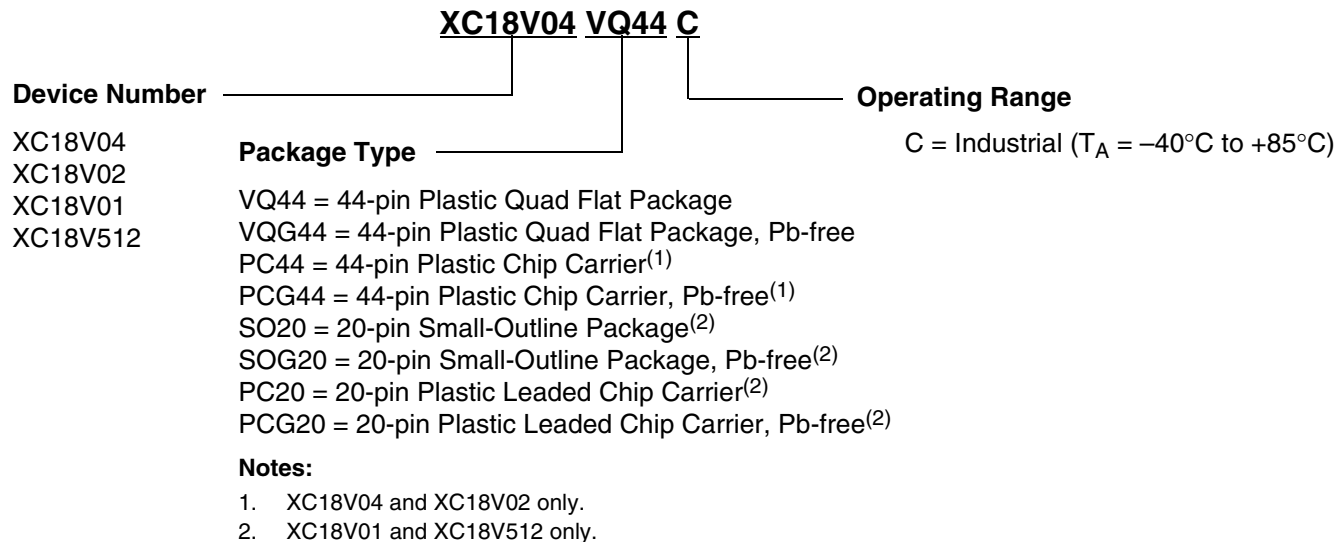 XC18V04 VQ44 C
Device Number
XC18V04
XC18V02
XC18V01
XC18V512
Package Type
VQ44 = 44-pin Plastic Quad Flat Package
VQG44 = 44-pin Plastic Quad Flat Package, Pb-free
PC44 = 44-pin Plastic Chip Carrier(1)
PCG44 = 44-pin Plastic Chip Carrier, Pb-free(1)
SO20 = 20-pin Small-Outline Package(2)
SOG20 = 20-pin Small-Outline Package, Pb-free(2)
PC20 = 20-pin Plastic Leaded Chip Carrier(2)
PCG20 = 20-pin Plastic Leaded Chip Carrier, Pb-free(2)
Notes:
1. XC18V04 and XC18V02 only.
2. XC18V01 and XC18V512 only.
Operating Range
C = Industrial (TA = –40°C to +85°C)